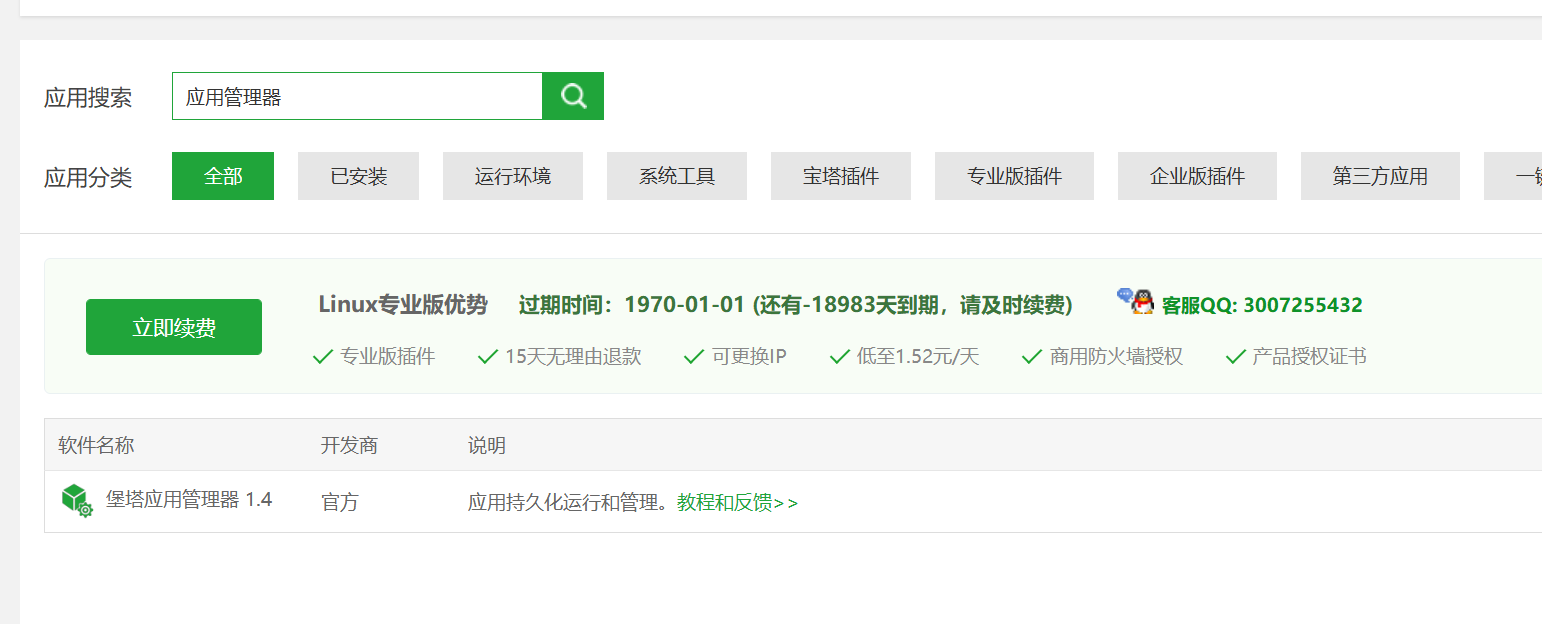 应用搜索 应用管理器
应用分类 全部 已安装 运行环境 系统工具 宝塔插件 专业版插件 企业版插件 第三方应用 一键
立即续费 Linux专业版优势 过期时间：1970-01-01 (还有-18983天到期，请及时续费) 客服QQ: 3007255432
专业版插件 15天无理由退款 可更换IP 低至1.52元/天 商用防火墙授权 产品授权证书
软件名称 开发商 说明
堡塔应用管理器 1.4 官方 应用持久化运行和管理。教程和反馈>>